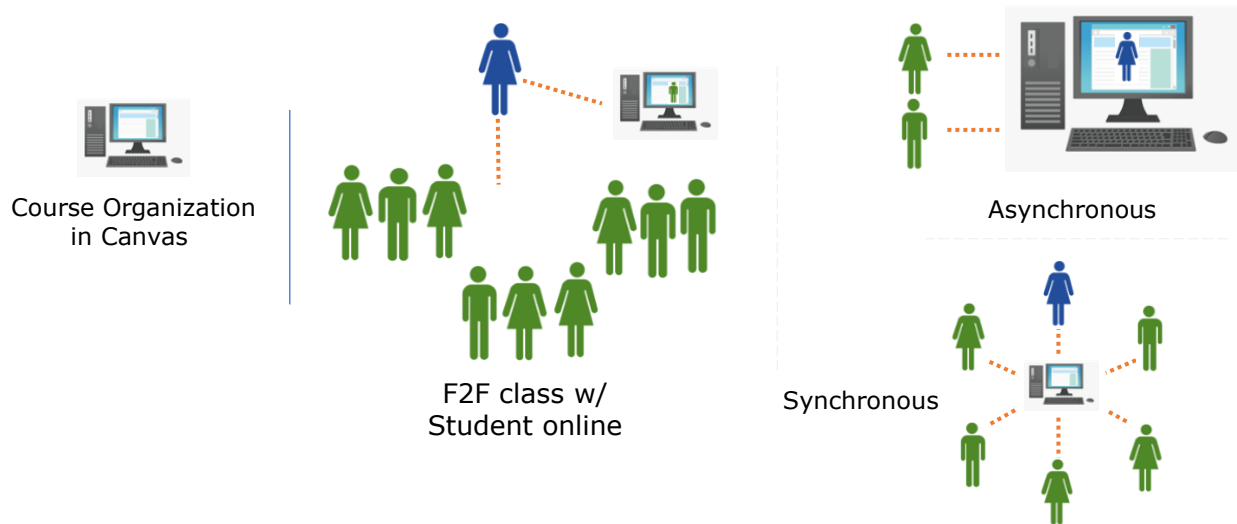 Course Organization
in Canvas
F2F class w/
Student online
Asynchronous
Synchronous